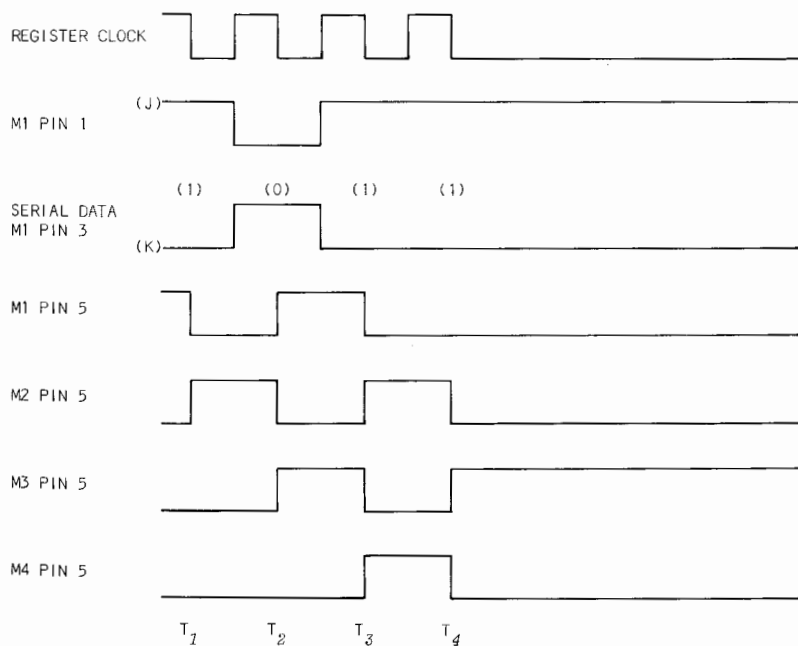 REGISTER CLOCK
(J)
M1 PIN 1
(1) (0) (1) (1)
SERIAL DATA
M1 PIN 3
(K)
M1 PIN 5
M2 PIN 5
M3 PIN 5
M4 PIN 5
T1 T2 T3 T4